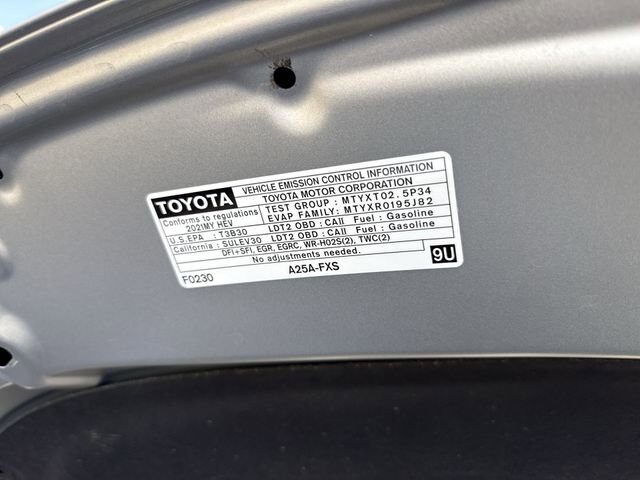 TOYOTA VEHICLE EMISSION CONTROL INFORMATION
TOYOTA MOTOR CORPORATION
Conforms to regulations TEST GROUP : MTYXT02.5P34
2021MY HEV EVAP FAMILY: MTYXR0195J82
U.S.EPA : T3B30 LDT2 OBD : CAII Fuel : Gasoline
California : SULEV30 LDT2 OBD : CAII Fuel : Gasoline
DFI+SFI, EGR, EGRC, WR-HO2S(2), TWC(2)
No adjustments needed.
F0230 A25A-FXS 9U